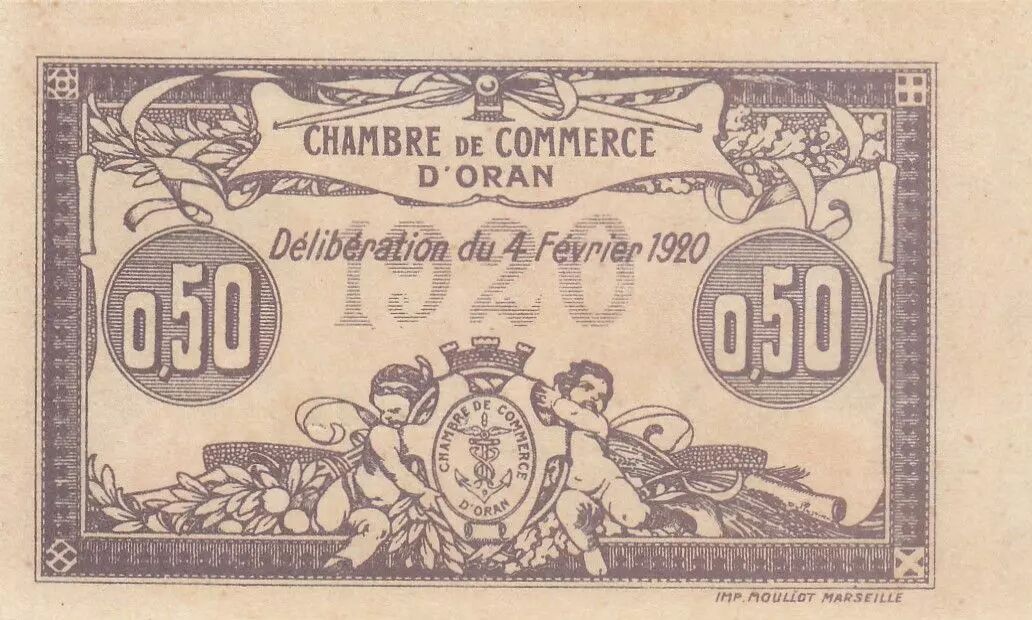 CHAMBRE DE COMMERCE
D'ORAN
1920
Délibération du 4 Février 1920
0,50
0,50
CHAMBRE DE COMMERCE
D'ORAN
IMP. MOULLOT MARSEILLE